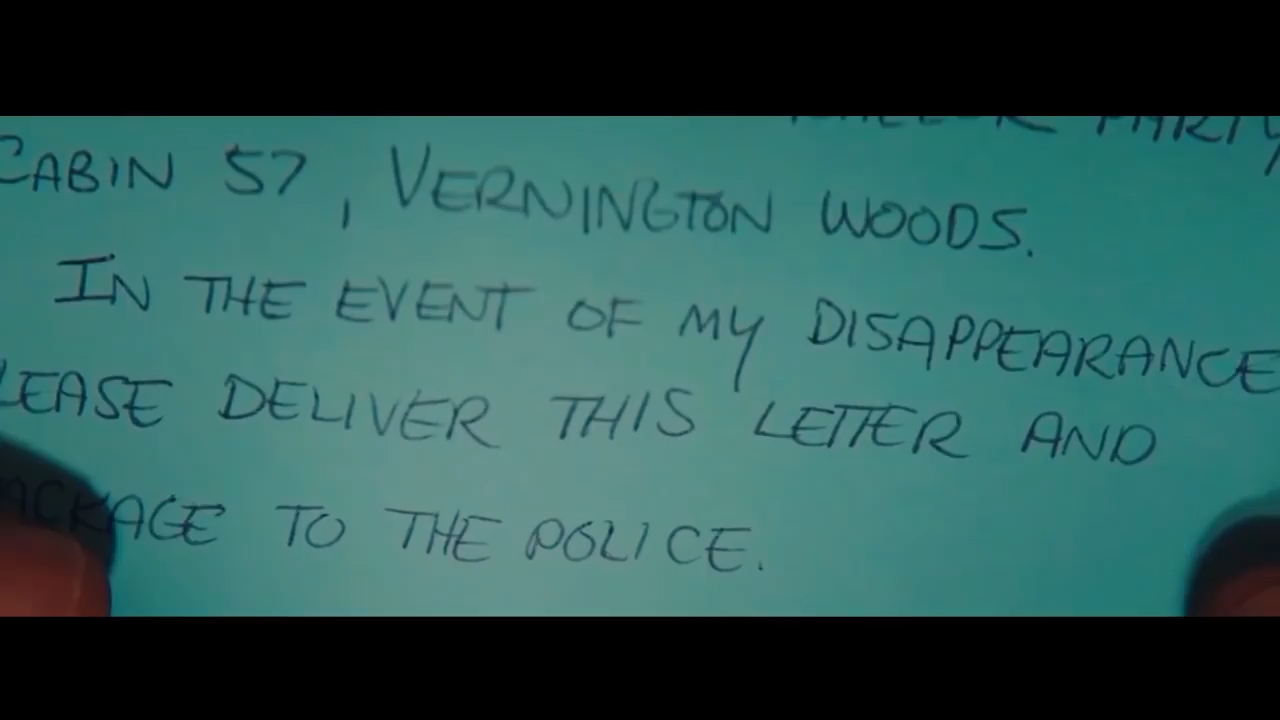 PARTY
CABIN 57, VERNINGTON WOODS.
IN THE EVENT OF MY DISAPPEARANCE
LEASE DELIVER THIS LETTER AND
ACKAGE TO THE POLICE.